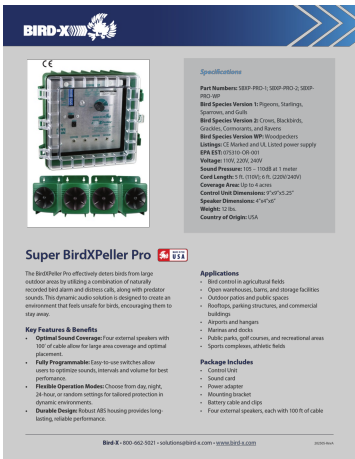 BIRD-X
CE
Specifications
Part Numbers: SBXP-PRO-1; SBXP-PRO-2; SBXP-
PRO-WP
Bird Species Version 1: Pigeons, Starlings,
Sparrows, and Gulls
Bird Species Version 2: Crows, Blackbirds,
Grackles, Cormorants, and Ravens
Bird Species Version WP: Woodpeckers
Listings: CE Marked and UL Listed power supply
EPA EST: 075310-OR-001
Voltage: 110V, 220V, 240V
Sound Pressure: 105 – 110dB at 1 meter
Cord Length: 5 ft. (110V); 6 ft. (220V/240V)
Coverage Area: Up to 4 acres
Control Unit Dimensions: 9"x9"x5.25"
Speaker Dimensions: 4"x4"x6"
Weight: 12 lbs.
Country of Origin: USA
Super BirdXPeller Pro
USA
The BirdXPeller Pro effectively deters birds from large
outdoor areas by utilizing a combination of naturally
recorded bird alarm and distress calls, along with predator
sounds. This dynamic audio solution is designed to create an
environment that feels unsafe for birds, encouraging them to
stay away.
Key Features & Benefits
• Optimal Sound Coverage: Four external speakers with
100' of cable allow for large area coverage and optimal
placement.
• Fully Programmable: Easy-to-use switches allow
users to optimize sounds, intervals and volume for best
perfomance.
• Flexible Operation Modes: Choose from day, night,
24-hour, or random settings for tailored protection in
dynamic environments.
• Durable Design: Robust ABS housing provides long-
lasting, reliable performance.
Applications
• Bird control in agricultural fields
• Open warehouses, barns, and storage facilities
• Outdoor patios and public spaces
• Rooftops, parking structures, and commercial
buildings
• Airports and hangars
• Marinas and docks
• Public parks, golf courses, and recreational areas
• Sports complexes, athletic fields
Package Includes
• Control Unit
• Sound card
• Power adapter
• Mounting bracket
• Battery cable and clips
• Four external speakers, each with 100 ft of cable
Bird-X • 800-662-5021 • solutions@bird-x.com • www.bird-x.com